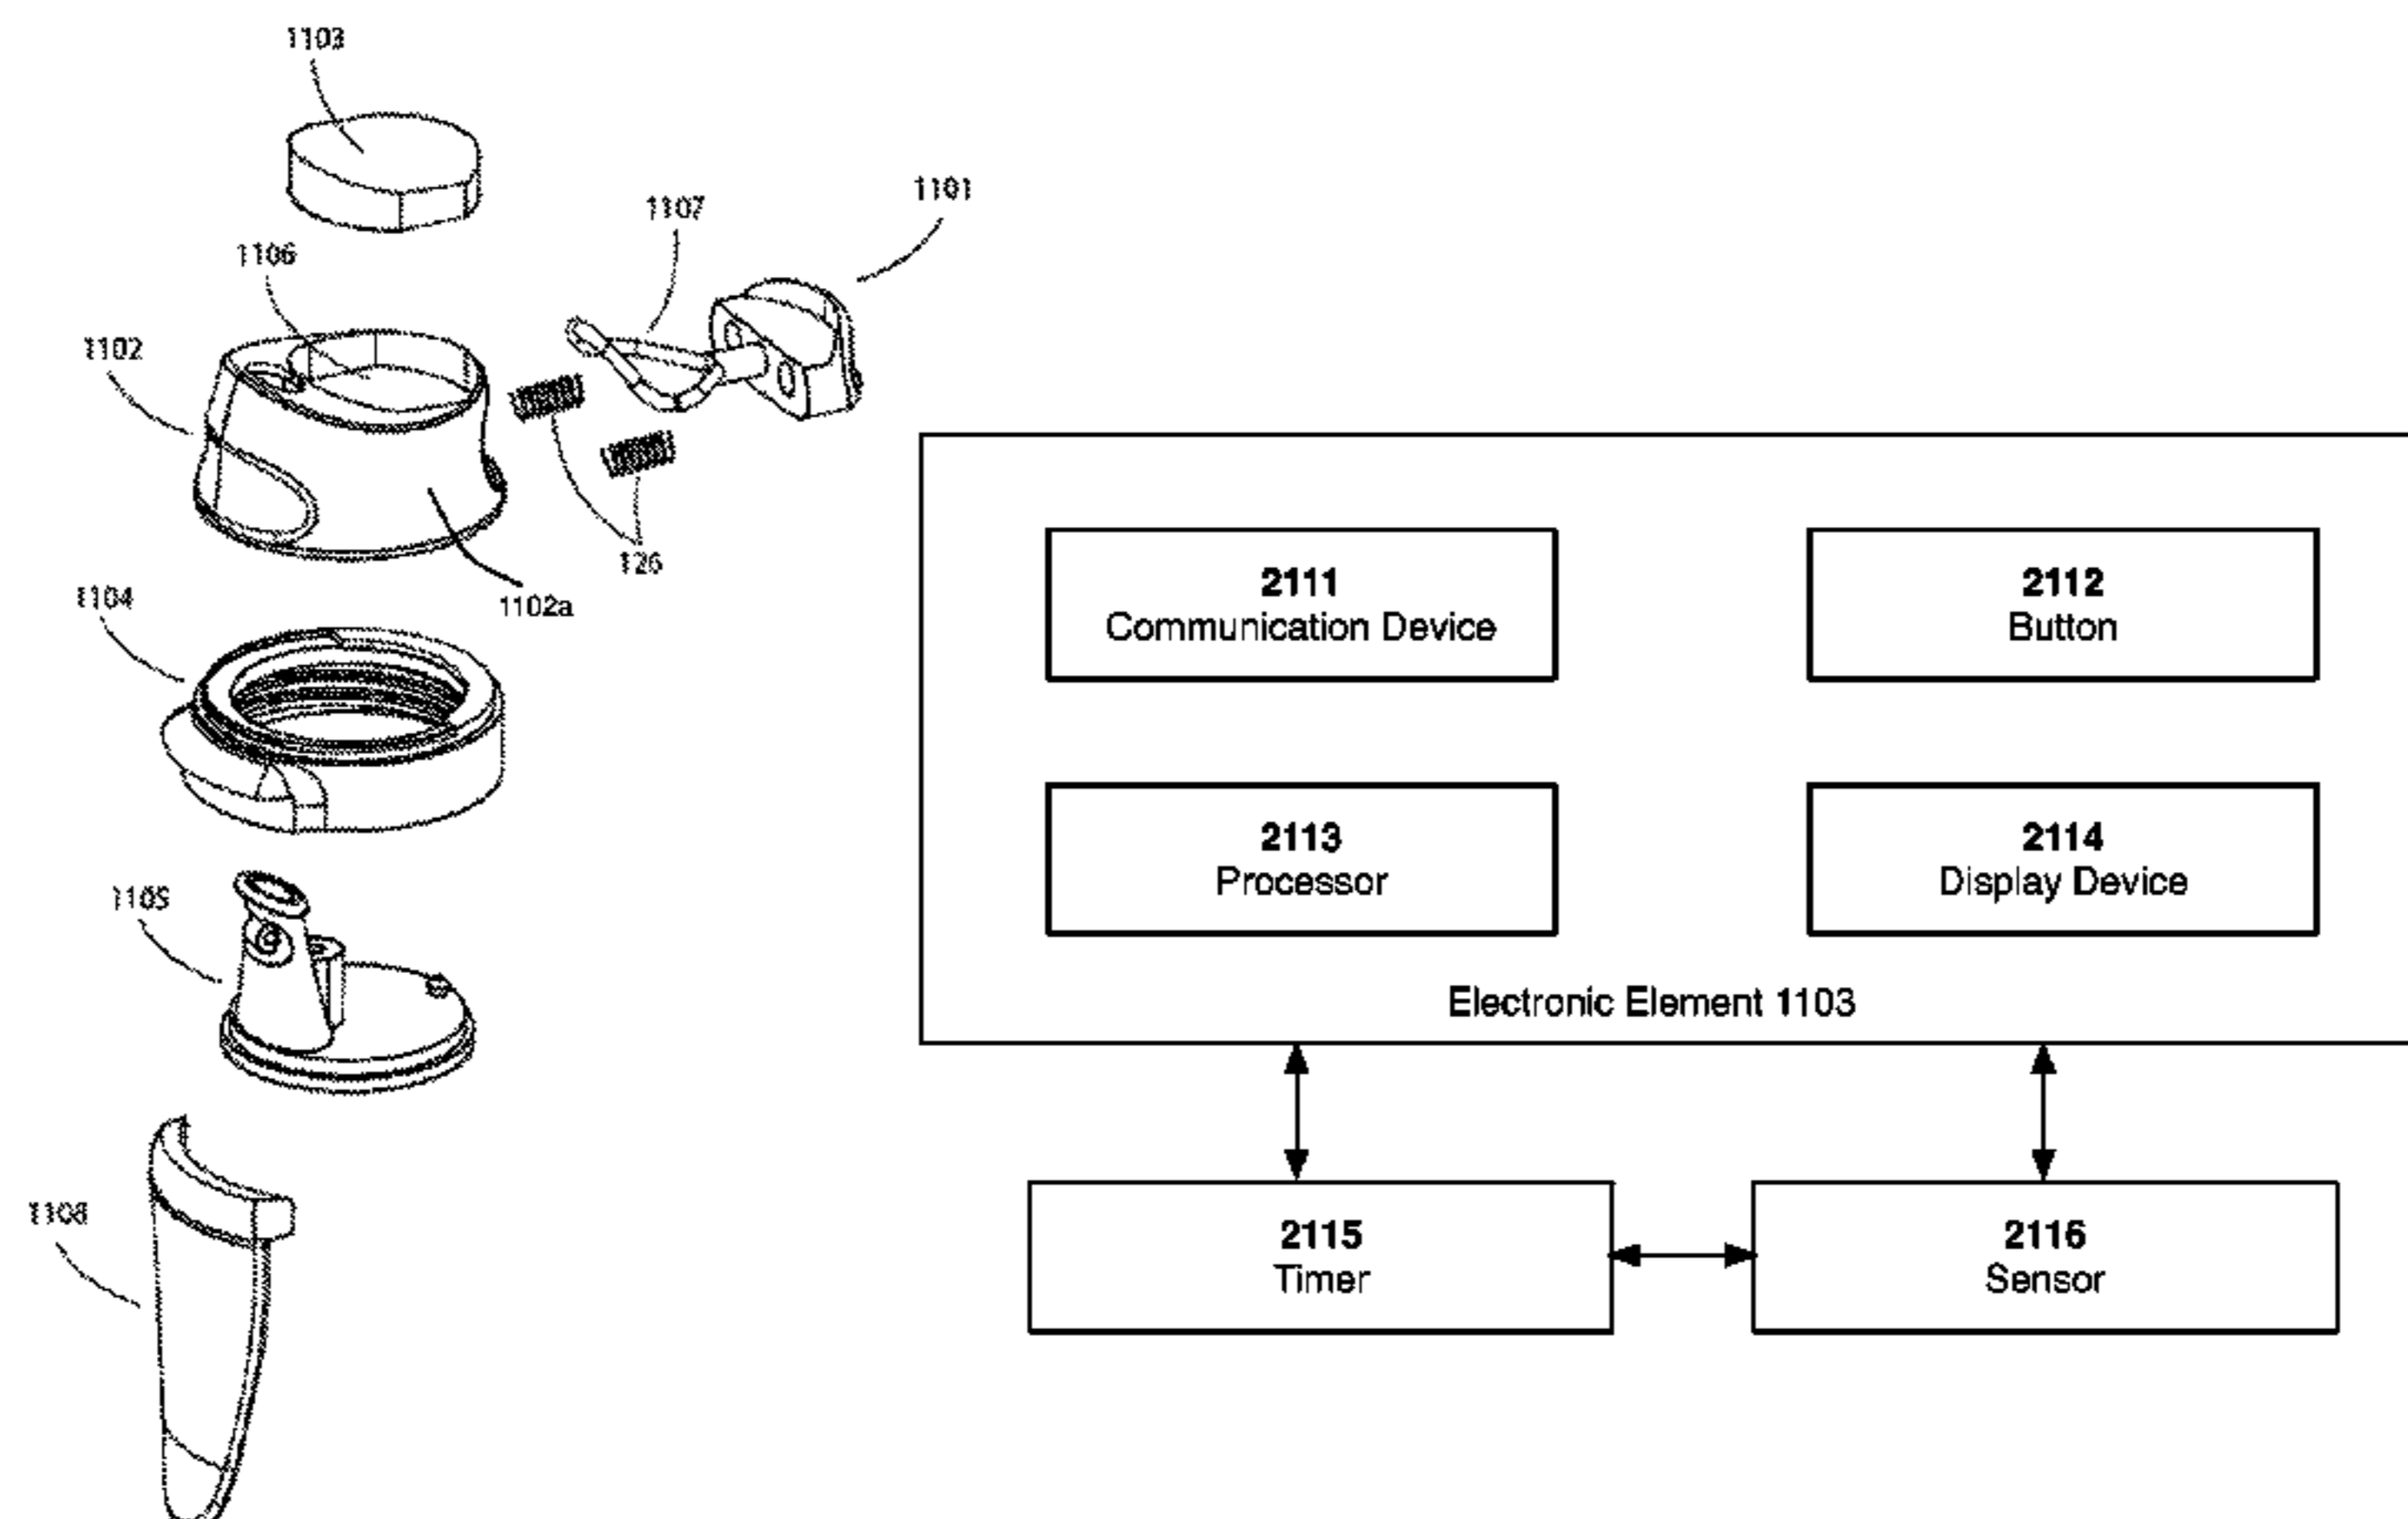 1103
1101
1107
1106
1102
126
1102a
1104
1105
1108
2111
Communication Device
2112
Button
2113
Processor
2114
Display Device
Electronic Element 1103
2115
Timer
2116
Sensor